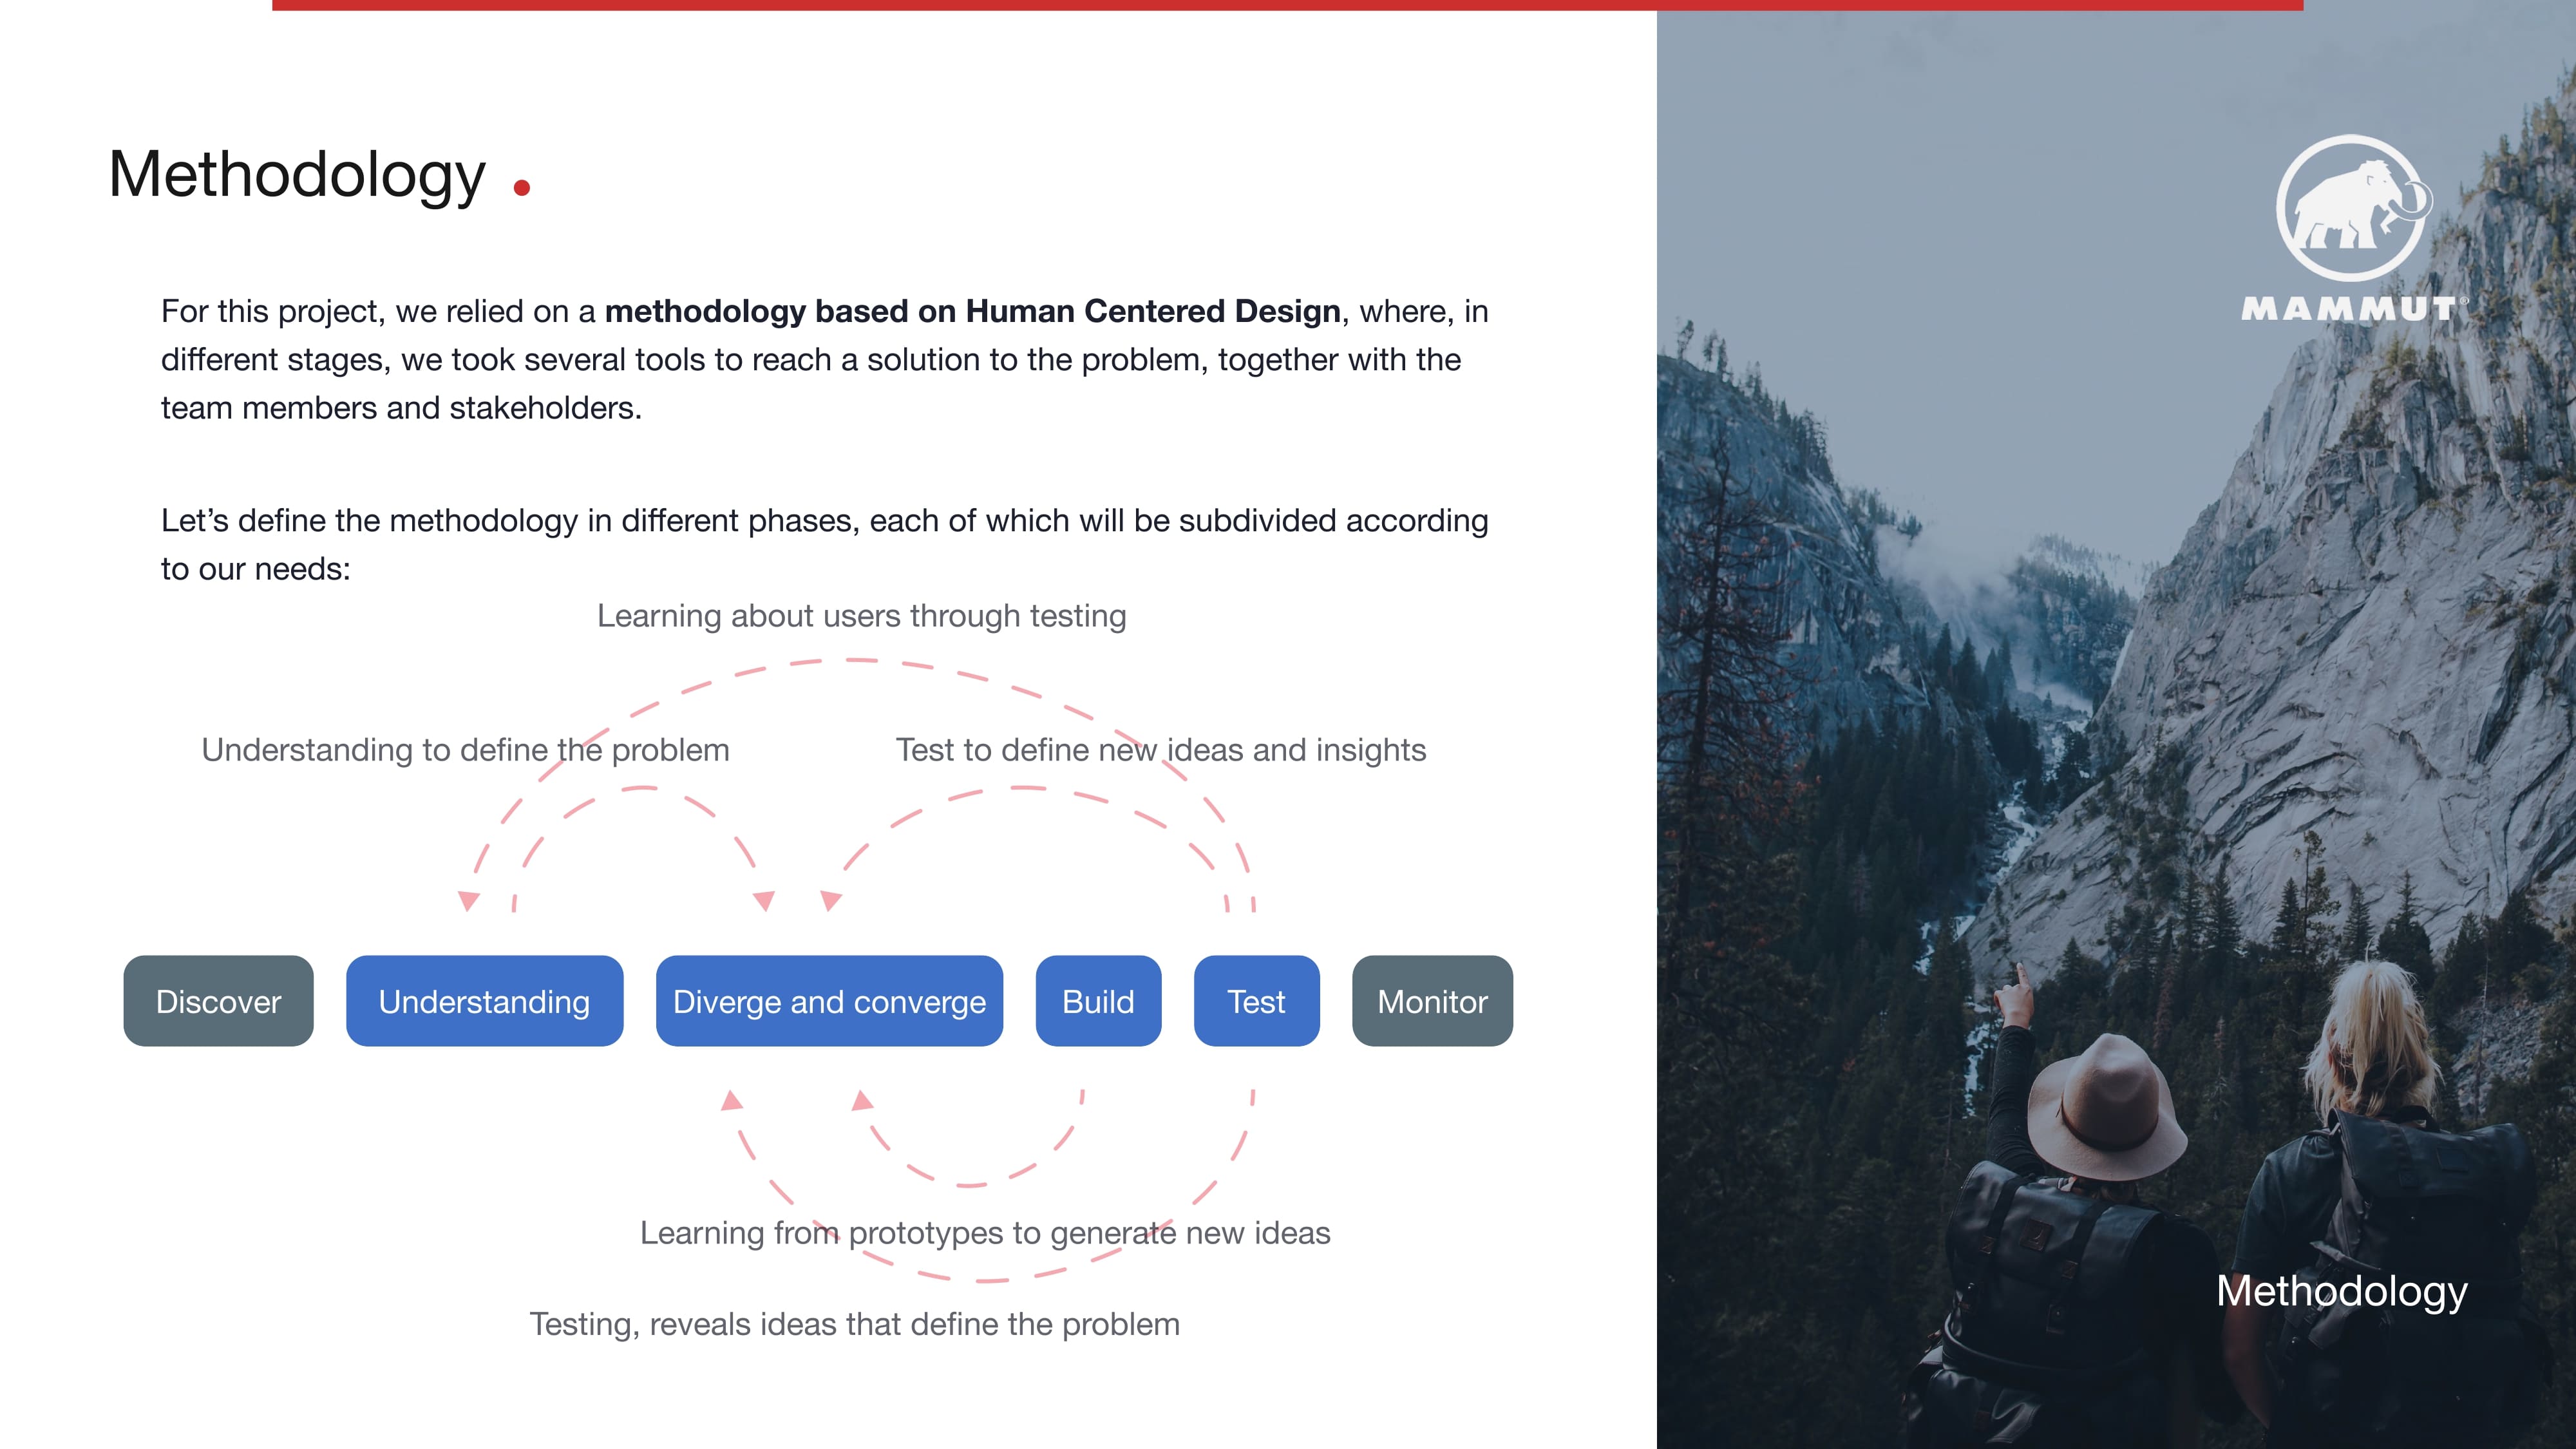 Methodology .
For this project, we relied on a methodology based on Human Centered Design, where, in
different stages, we took several tools to reach a solution to the problem, together with the
team members and stakeholders.
Let’s define the methodology in different phases, each of which will be subdivided according
to our needs:
Learning about users through testing
Understanding to define the problem
Test to define new ideas and insights
Discover
Understanding
Diverge and converge
Build
Test
Monitor
Learning from prototypes to generate new ideas
Testing, reveals ideas that define the problem
MAMMUT®
Methodology